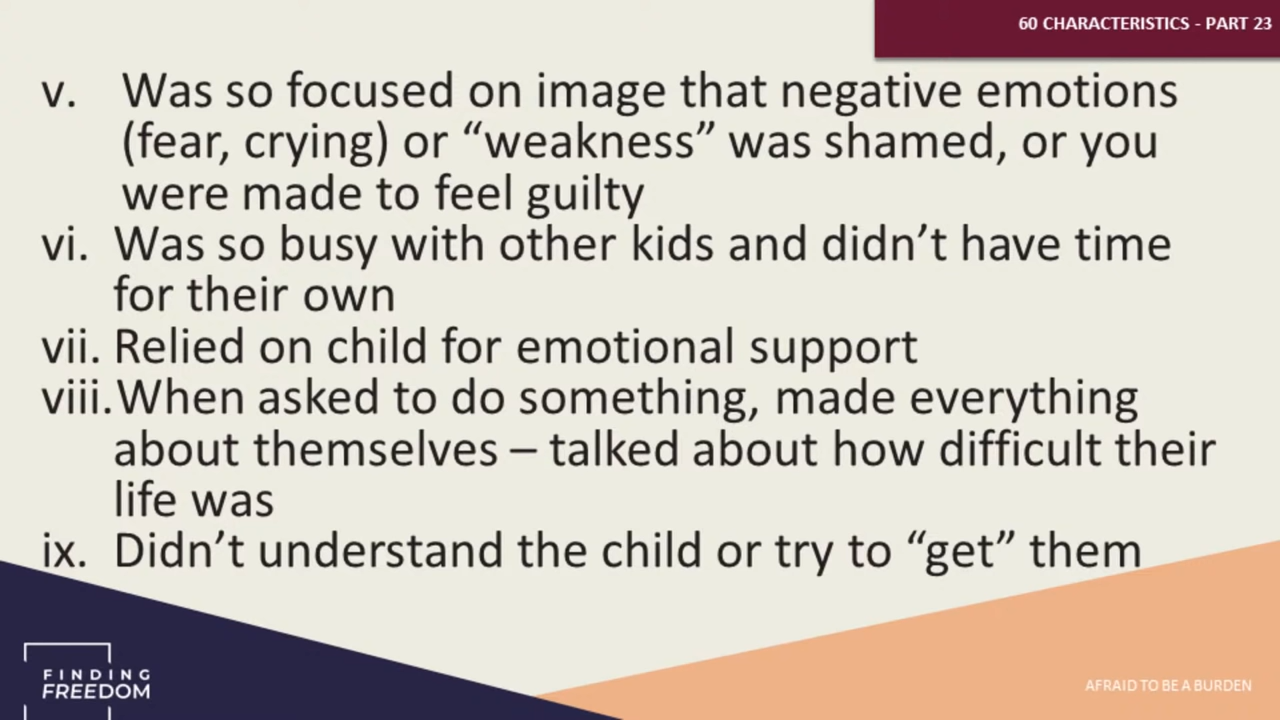 60 CHARACTERISTICS - PART 23
v. Was so focused on image that negative emotions
(fear, crying) or “weakness” was shamed, or you
were made to feel guilty
vi. Was so busy with other kids and didn’t have time
for their own
vii. Relied on child for emotional support
viii. When asked to do something, made everything
about themselves – talked about how difficult their
life was
ix. Didn’t understand the child or try to “get” them
FINDING
FREEDOM
AFRAID TO BE A BURDEN